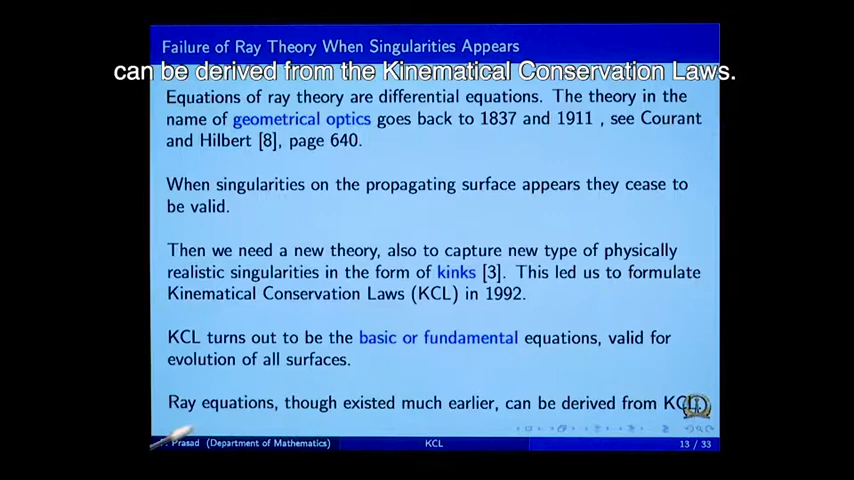 Failure of Ray Theory When Singularities Appears
can be derived from the Kinematical Conservation Laws.
Equations of ray theory are differential equations. The theory in the
name of geometrical optics goes back to 1837 and 1911 , see Courant
and Hilbert [8], page 640.
When singularities on the propagating surface appears they cease to
be valid.
Then we need a new theory, also to capture new type of physically
realistic singularities in the form of kinks [3]. This led us to formulate
Kinematical Conservation Laws (KCL) in 1992.
KCL turns out to be the basic or fundamental equations, valid for
evolution of all surfaces.
Ray equations, though existed much earlier, can be derived from KCL
Prasad (Department of Mathematics)
KCL
13 / 33